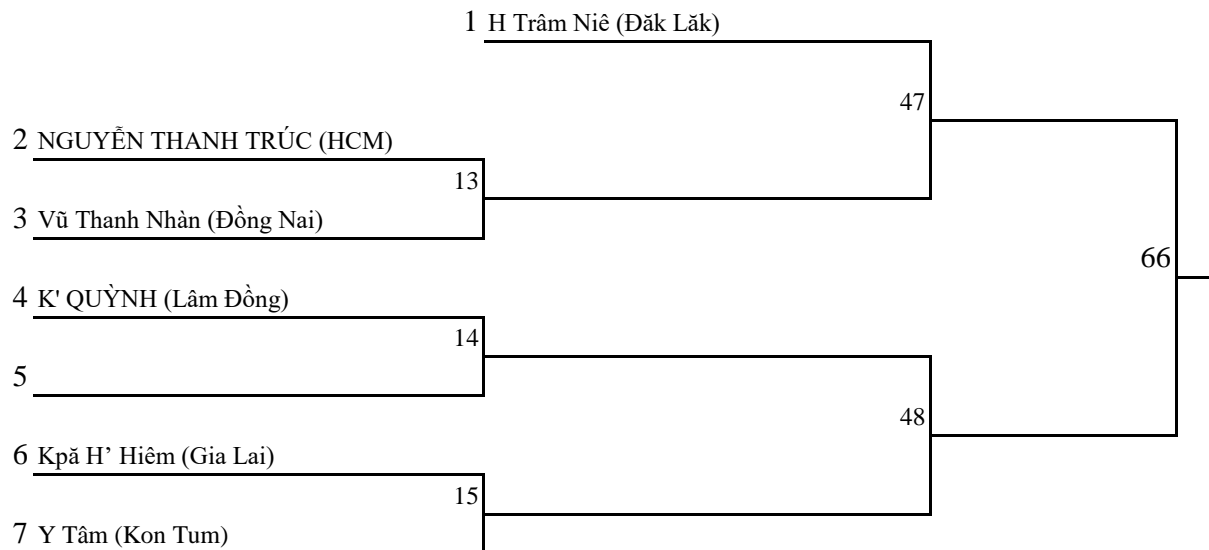 1 H Trâm Niê (Đăk Lăk)
47
2 NGUYỄN THANH TRÚC (HCM)
13
3 Vũ Thanh Nhàn (Đồng Nai)
66
4 K' QUỲNH (Lâm Đồng)
14
5
48
6 Kpă H’ Hiêm (Gia Lai)
15
7 Y Tâm (Kon Tum)